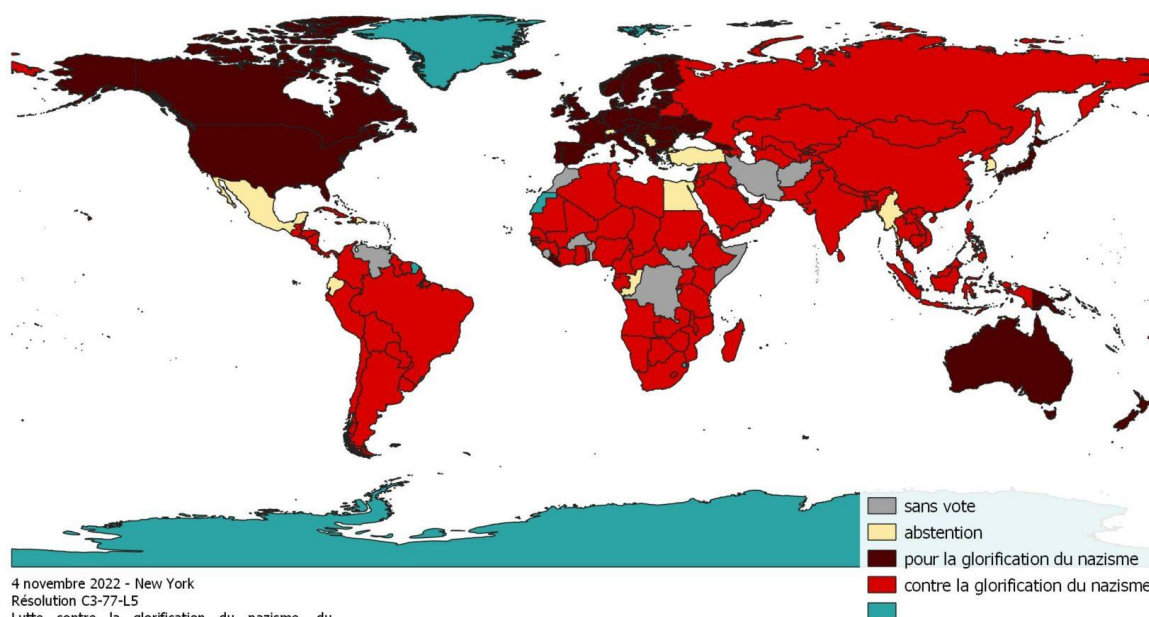 sans vote
abstention
pour la glorification du nazisme
contre la glorification du nazisme
4 novembre 2022 - New York
Résolution C3-77-L5
Lutte contre la glorification du nazisme, du